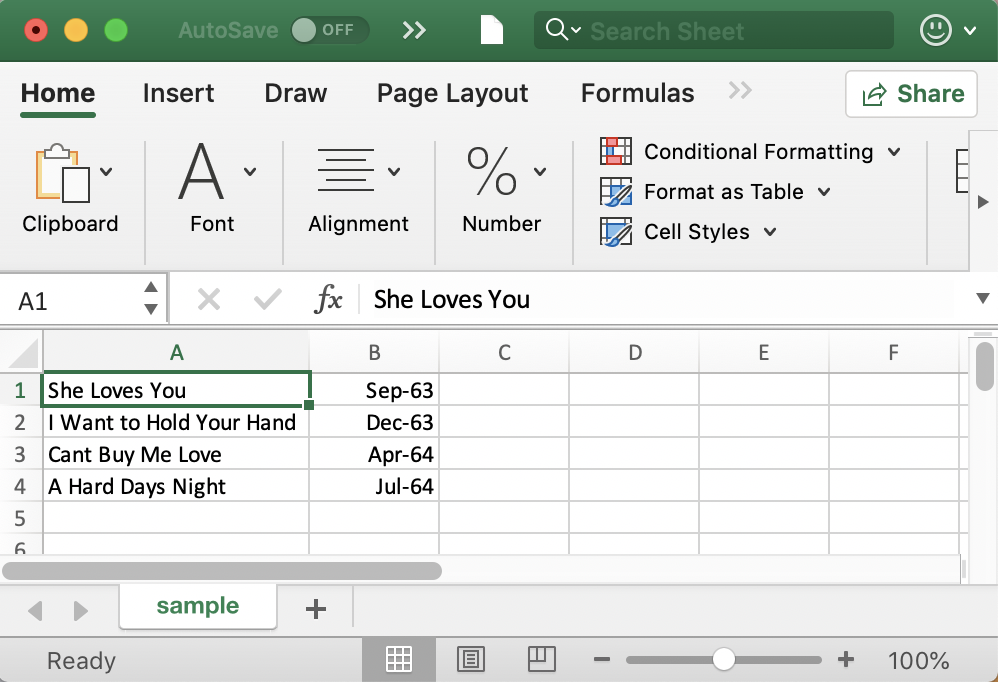 AutoSave OFF Search Sheet
Home Insert Draw Page Layout Formulas Share
Clipboard Font Alignment Number
Conditional Formatting
Format as Table
Cell Styles
A1 fx She Loves You
A B C D E F
1 She Loves You Sep-63
2 I Want to Hold Your Hand Dec-63
3 Cant Buy Me Love Apr-64
4 A Hard Days Night Jul-64
5
6
sample
Ready 100%